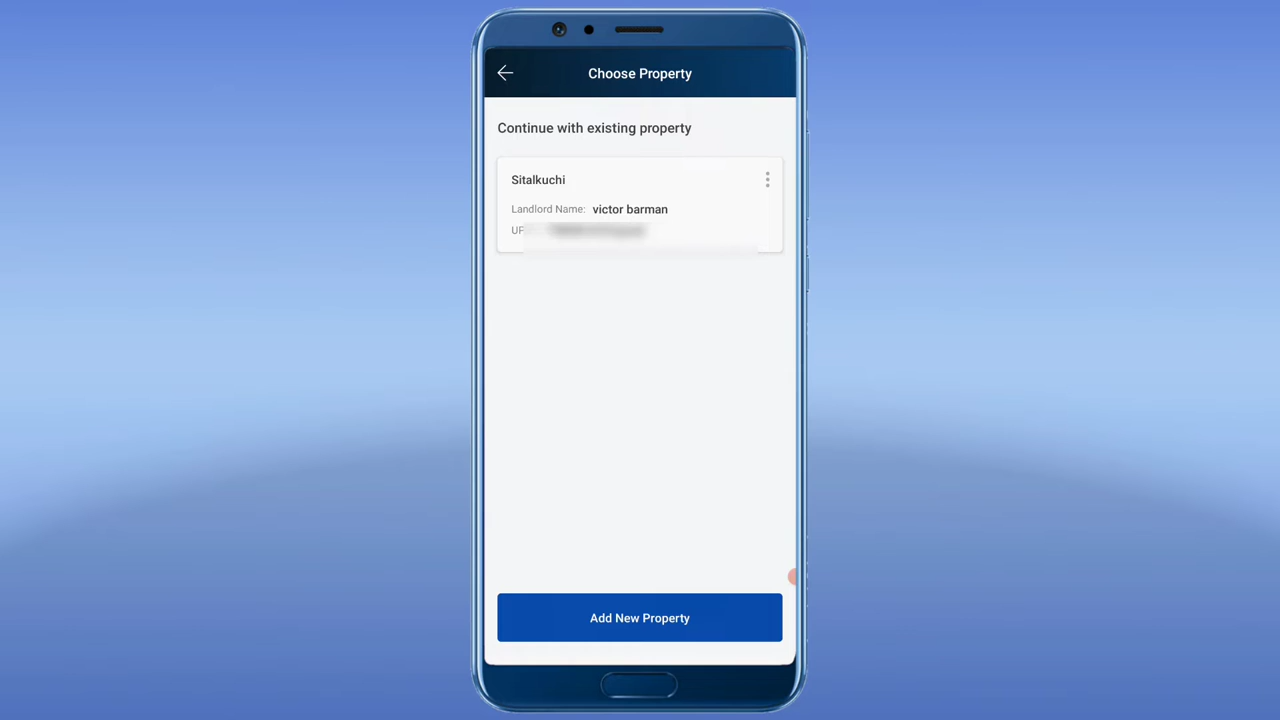 Choose Property
Continue with existing property
Sitalkuchi
Landlord Name: victor barman
Add New Property